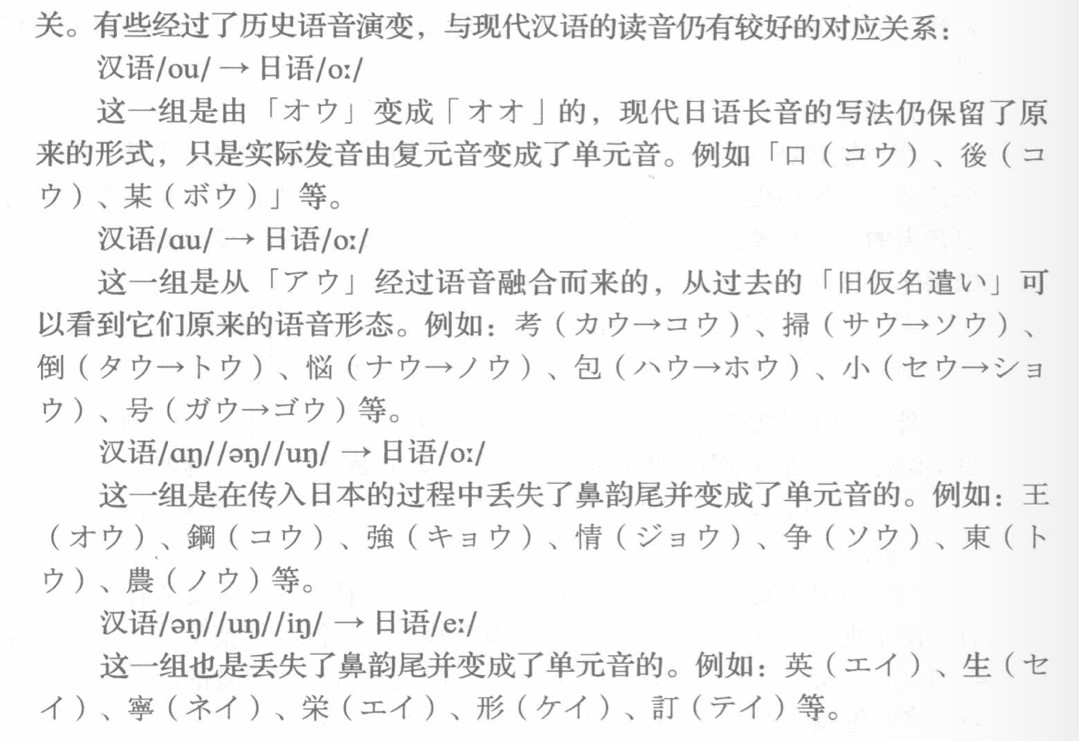 关。有些经过了历史语音演变，与现代汉语的读音仍有较好的对应关系：
汉语/ou/ → 日语/oː/
这一组是由「オウ」变成「オオ」的，现代日语长音的写法仍保留了原
来的形式，只是实际发音由复元音变成了单元音。例如「口（コウ）、後（コ
ウ）、某（ボウ）」等。
汉语/ɑu/ → 日语/oː/
这一组是从「アウ」经过语音融合而来的，从过去的「旧仮名遣い」可
以看到它们原来的语音形态。例如：考（カウ→コウ）、掃（サウ→ソウ）、
倒（タウ→トウ）、悩（ナウ→ノウ）、包（ハウ→ホウ）、小（セウ→ショ
ウ）、号（ガウ→ゴウ）等。
汉语/ɑŋ//əŋ//uŋ/ → 日语/oː/
这一组是在传入日本的过程中丢失了鼻韵尾并变成了单元音的。例如：王
（オウ）、鋼（コウ）、強（キョウ）、情（ジョウ）、争（ソウ）、東（ト
ウ）、農（ノウ）等。
汉语/əŋ//uŋ//iŋ/ → 日语/eː/
这一组也是丢失了鼻韵尾并变成了单元音的。例如：英（エイ）、生（セ
イ）、寧（ネイ）、栄（エイ）、形（ケイ）、訂（テイ）等。